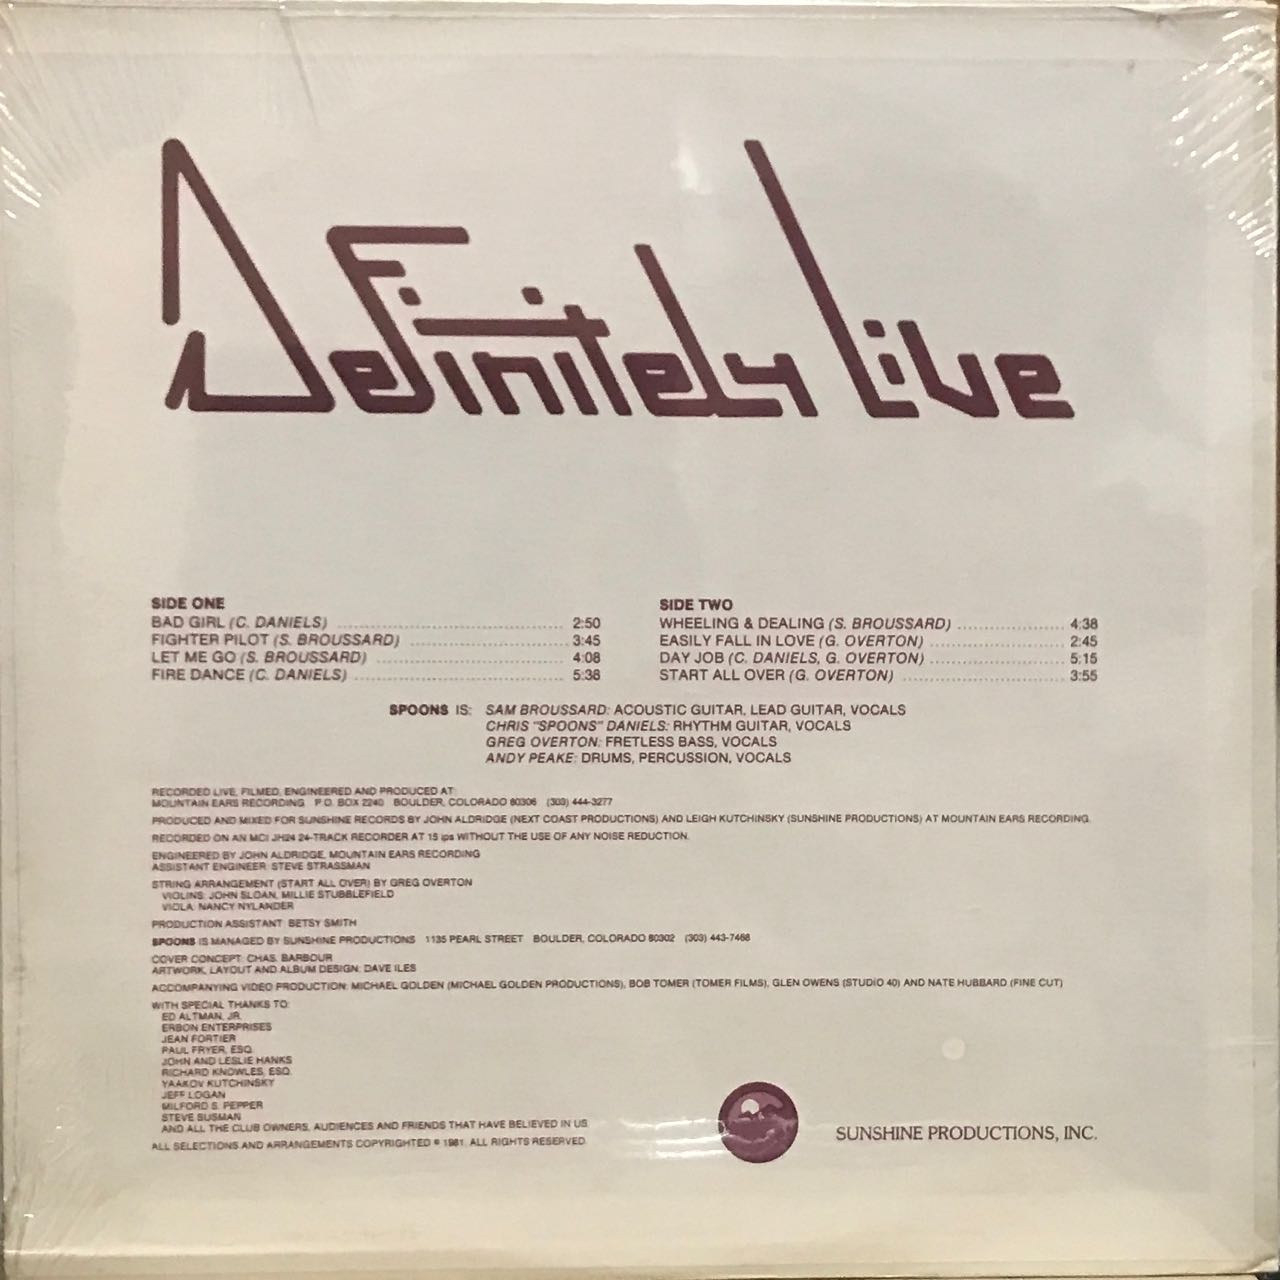 Definitely Live
SIDE ONE
BAD GIRL (C. DANIELS) 2:50
FIGHTER PILOT (S. BROUSSARD) 3:45
LET ME GO (S. BROUSSARD) 4:08
FIRE DANCE (C. DANIELS) 5:36
SIDE TWO
WHEELING & DEALING (S. BROUSSARD) 4:38
EASILY FALL IN LOVE (G. OVERTON) 2:45
DAY JOB (C. DANIELS, G. OVERTON) 5:15
START ALL OVER (G. OVERTON) 3:55
SPOONS IS: SAM BROUSSARD: ACOUSTIC GUITAR, LEAD GUITAR, VOCALS
CHRIS "SPOONS" DANIELS: RHYTHM GUITAR, VOCALS
GREG OVERTON: FRETLESS BASS, VOCALS
ANDY PEAKE: DRUMS, PERCUSSION, VOCALS
RECORDED LIVE, FILMED, ENGINEERED AND PRODUCED AT:
MOUNTAIN EARS RECORDING P.O. BOX 2240 BOULDER, COLORADO 80306 (303) 444-3277
PRODUCED AND MIXED FOR SUNSHINE RECORDS BY JOHN ALDRIDGE (NEXT COAST PRODUCTIONS) AND LEIGH KUTCHINSKY (SUNSHINE PRODUCTIONS) AT MOUNTAIN EARS RECORDING.
RECORDED ON AN MCI JH24 24-TRACK RECORDER AT 15 ips WITHOUT THE USE OF ANY NOISE REDUCTION.
ENGINEERED BY JOHN ALDRIDGE, MOUNTAIN EARS RECORDING
ASSISTANT ENGINEER: STEVE STRASSMAN
STRING ARRANGEMENT (START ALL OVER) BY GREG OVERTON
VIOLINS: JOHN SLOAN, MILLIE STUBBLEFIELD
VIOLA: NANCY NYLANDER
PRODUCTION ASSISTANT: BETSY SMITH
SPOONS IS MANAGED BY SUNSHINE PRODUCTIONS 1135 PEARL STREET BOULDER, COLORADO 80302 (303) 443-7468
COVER CONCEPT: CHAS. BARBOUR
ARTWORK, LAYOUT AND ALBUM DESIGN: DAVE ILES
ACCOMPANYING VIDEO PRODUCTION: MICHAEL GOLDEN (MICHAEL GOLDEN PRODUCTIONS), BOB TOMER (TOMER FILMS), GLEN OWENS (STUDIO 40) AND NATE HUBBARD (FINE CUT)
WITH SPECIAL THANKS TO:
ED ALTMAN, JR.
ERBON ENTERPRISES
JEAN FORTIER
PAUL FRYER, ESQ.
JOHN AND LESLIE HANKS
RICHARD KNOWLES, ESQ.
YAAKOV KUTCHINSKY
JEFF LOGAN
MILFORD S. PEPPER
STEVE SUSMAN
AND ALL THE CLUB OWNERS, AUDIENCES AND FRIENDS THAT HAVE BELIEVED IN US
ALL SELECTIONS AND ARRANGEMENTS COPYRIGHTED © 1981. ALL RIGHTS RESERVED.
SUNSHINE PRODUCTIONS, INC.